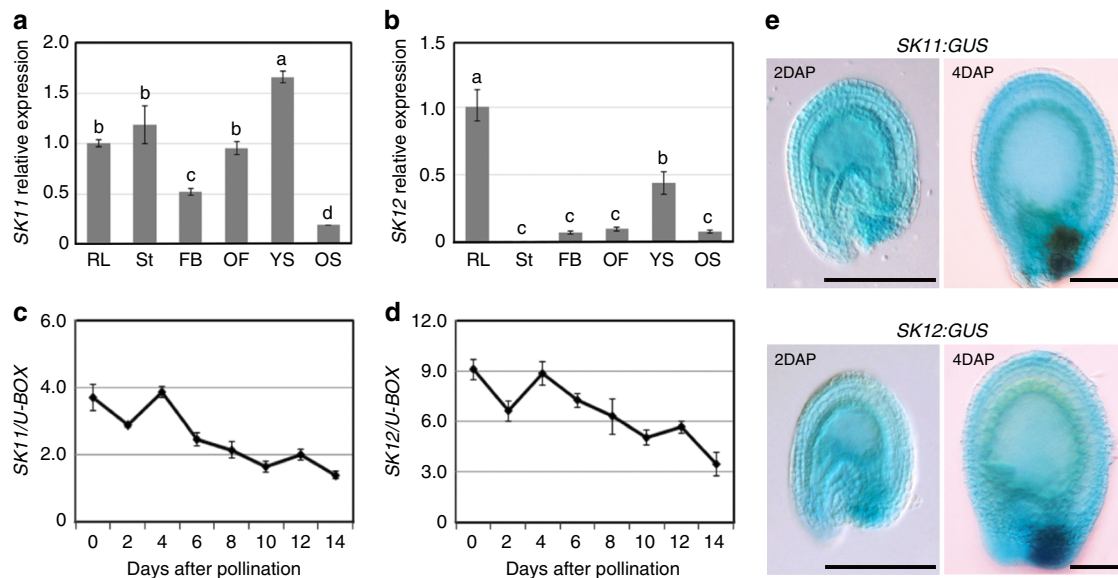 a
SK11 relative expression
2.0
1.5
1.0
0.5
0
b
b
c
b
a
d
RL St FB OF YS OS
b
SK12 relative expression
1.5
1.0
0.5
0
a
c
c
c
b
c
RL St FB OF YS OS
c
SK11/U-BOX
6.0
4.0
2.0
0
0 2 4 6 8 10 12 14
Days after pollination
d
SK12/U-BOX
12.0
9.0
6.0
3.0
0
0 2 4 6 8 10 12 14
Days after pollination
e
SK11:GUS
2DAP
4DAP
SK12:GUS
2DAP
4DAP